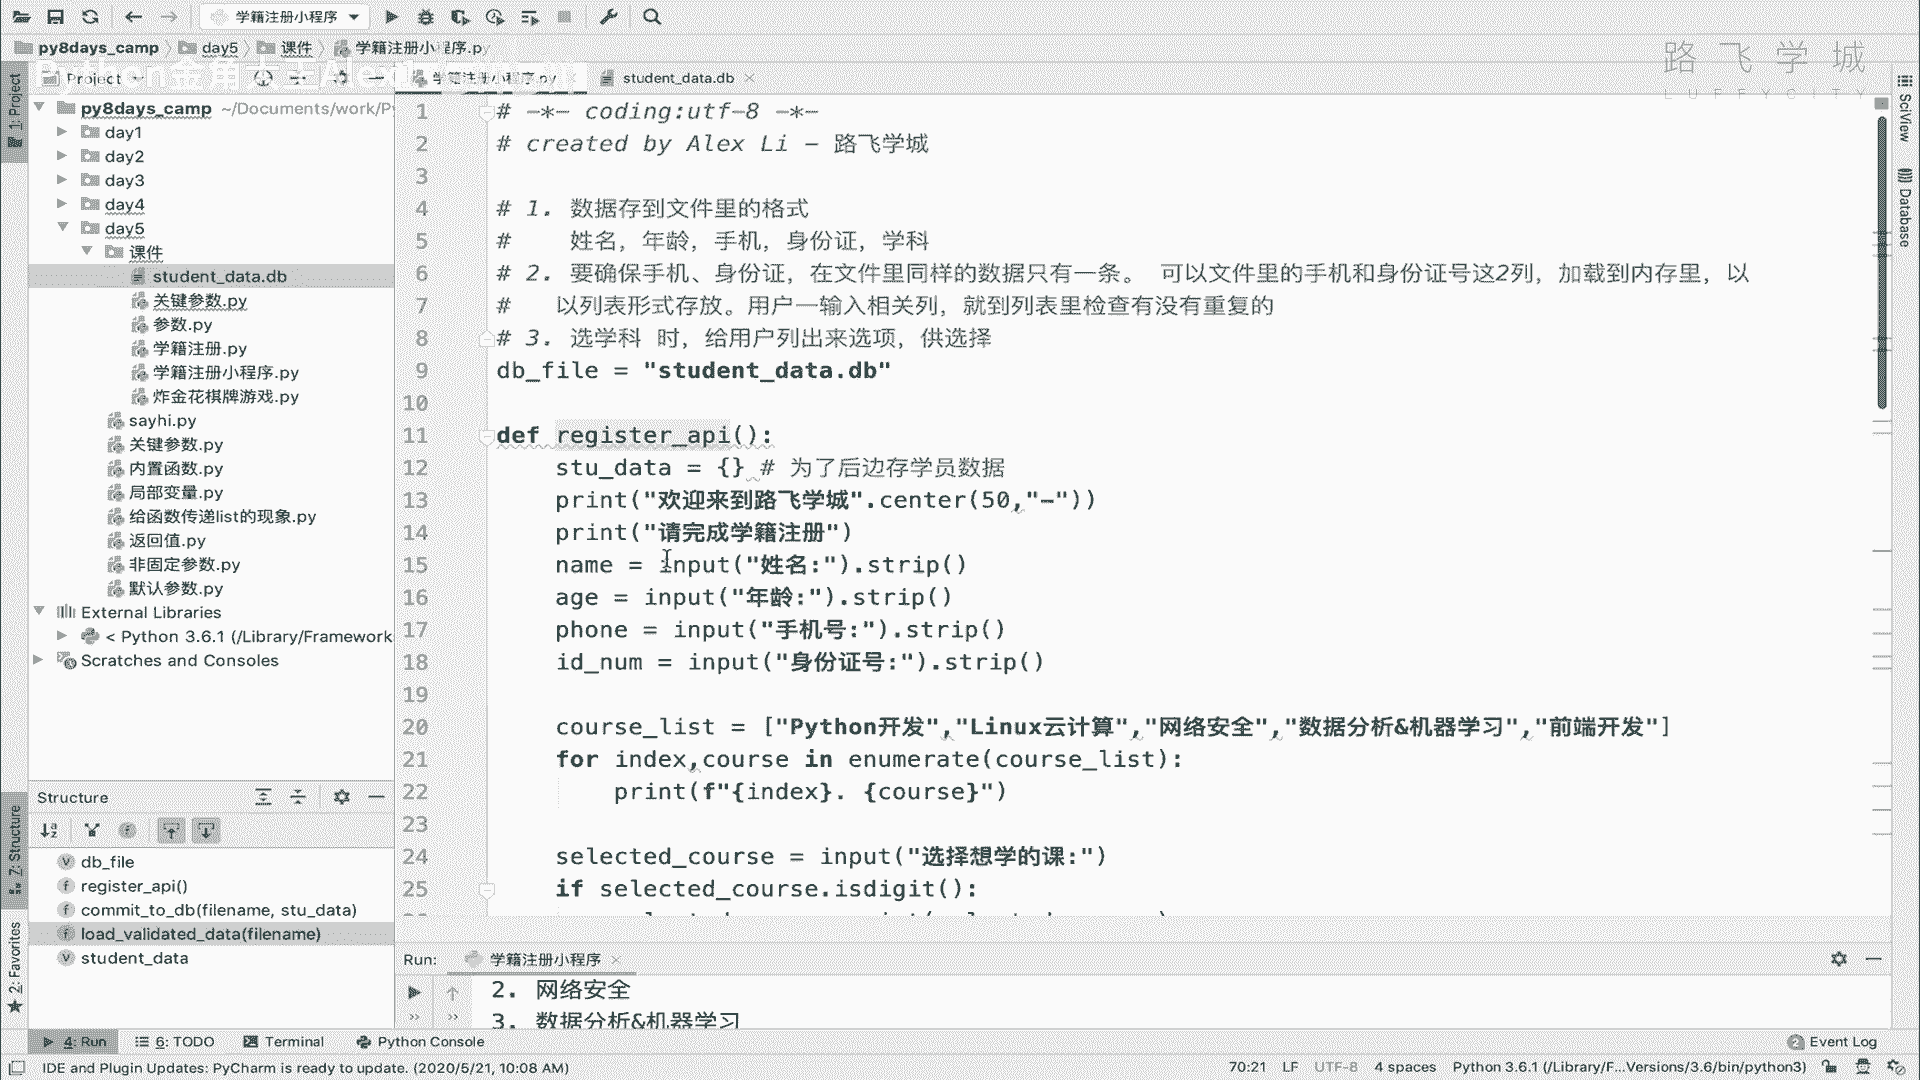 学籍注册小程序
py8days_camp
day5
课件
学籍注册小程序.py
路飞学城
LUFFYCITY
Python金角大王Alex
1: Project
Project
学籍注册小程序.py
student_data.db
py8days_camp ~/Documents/work/Py
day1
day2
day3
day4
day5
课件
student_data.db
关键参数.py
参数.py
学籍注册.py
学籍注册小程序.py
炸金花棋牌游戏.py
sayhi.py
关键参数.py
内置函数.py
局部变量.py
给函数传递list的现象.py
返回值.py
非固定参数.py
默认参数.py
External Libraries
< Python 3.6.1 (/Library/Framework
Scratches and Consoles
7: Structure
Structure
db_file
register_api()
commit_to_db(filename, stu_data)
load_validated_data(filename)
student_data
2: Favorites
1 # -*- coding:utf-8 -*-
2 # created by Alex Li - 路飞学城
3
4 # 1. 数据存到文件里的格式
5 #    姓名, 年龄, 手机, 身份证, 学科
6 # 2. 要确保手机、身份证, 在文件里同样的数据只有一条。 可以文件里的手机和身份证号这2列, 加载到内存里, 以
7 #   以列表形式存放。用户一输入相关列, 就到列表里检查有没有重复的
8 # 3. 选学科 时, 给用户列出来选项, 供选择
9 db_file = "student_data.db"
10
11 def register_api():
12     stu_data = {} # 为了后边存学员数据
13     print("欢迎来到路飞学城".center(50,"-"))
14     print("请完成学籍注册")
15     name = input("姓名:").strip()
16     age = input("年龄:").strip()
17     phone = input("手机号:").strip()
18     id_num = input("身份证号:").strip()
19
20     course_list = ["Python开发","Linux云计算","网络安全","数据分析&机器学习","前端开发"]
21     for index,course in enumerate(course_list):
22         print(f"{index}. {course}")
23
24     selected_course = input("选择想学的课:")
25     if selected_course.isdigit():
SciView
Database
Run:
学籍注册小程序
2. 网络安全
3. 数据分析&机器学习
4: Run
6: TODO
Terminal
Python Console
2 Event Log
IDE and Plugin Updates: PyCharm is ready to update. (2020/5/21, 10:08 AM)
70:21 LF UTF-8 4 spaces Python 3.6.1 (/Library/F...Versions/3.6/bin/python3)